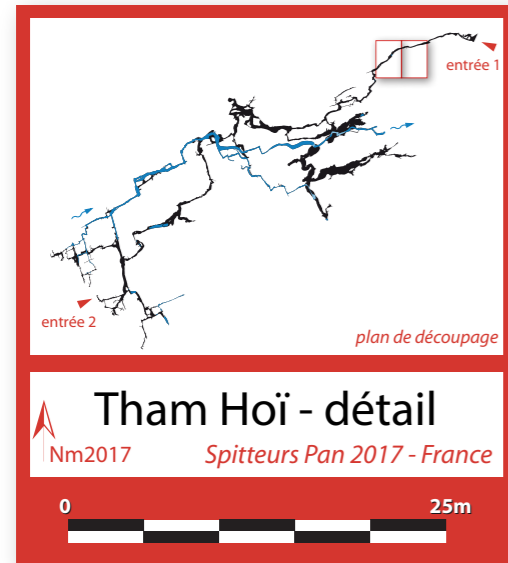 entrée 1
entrée 2
plan de découpage
Tham Hoï - détail
Nm2017 Spitteurs Pan 2017 - France
0 25m